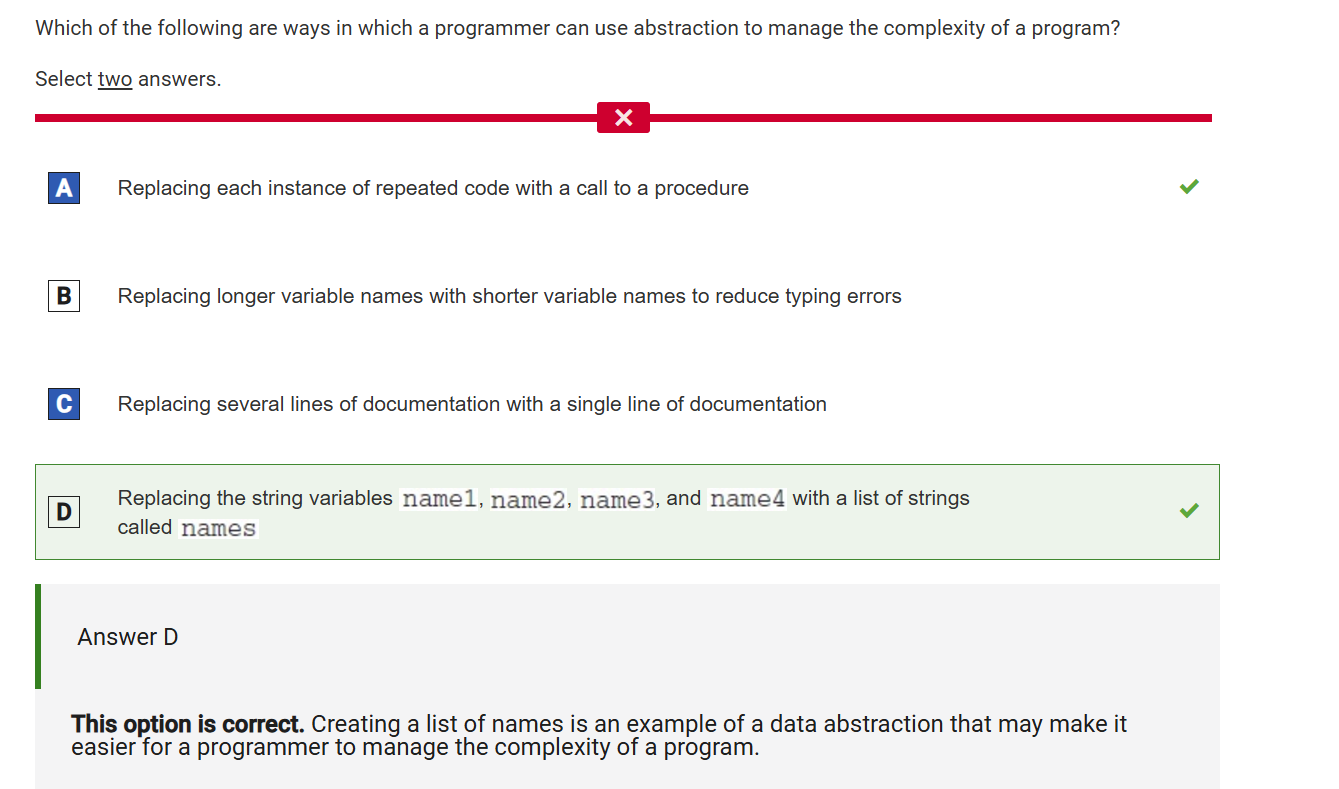 Which of the following are ways in which a programmer can use abstraction to manage the complexity of a program?
Select two answers.
A Replacing each instance of repeated code with a call to a procedure
B Replacing longer variable names with shorter variable names to reduce typing errors
C Replacing several lines of documentation with a single line of documentation
D Replacing the string variables name1, name2, name3, and name4 with a list of strings
called names
Answer D
This option is correct. Creating a list of names is an example of a data abstraction that may make it
easier for a programmer to manage the complexity of a program.